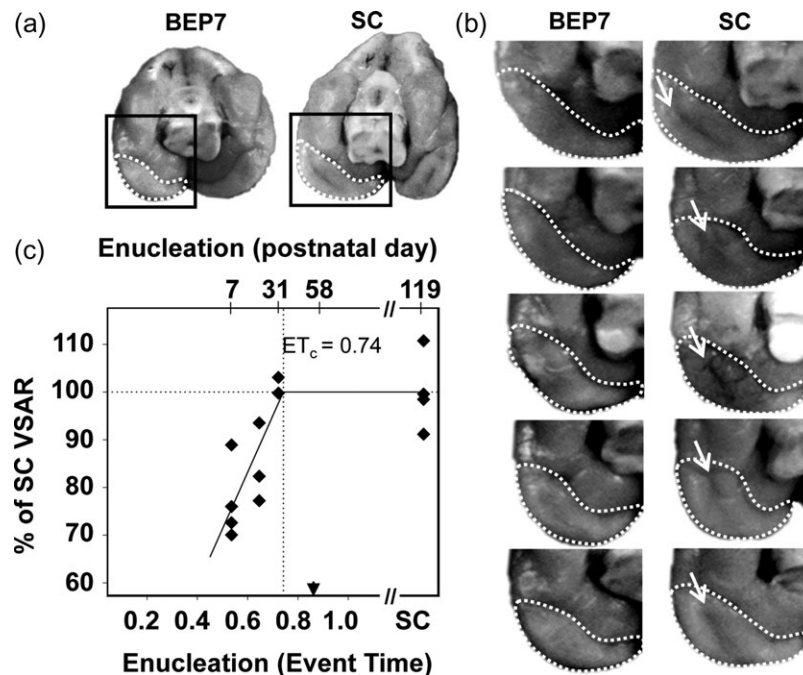 (a)
BEP7 SC
(b)
BEP7 SC
(c)
Enucleation (postnatal day)
7 31 58 119
//
110
100
90
80
70
60
% of SC VSAR
ETc = 0.74
//
0.2 0.4 0.6 0.8 1.0 SC
Enucleation (Event Time)